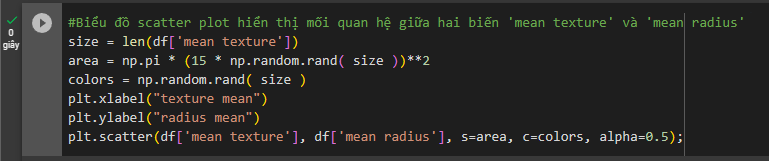 0
giây
#Biểu đồ scatter plot hiển thị mối quan hệ giữa hai biến 'mean texture' và 'mean radius'
size = len(df['mean texture'])
area = np.pi * (15 * np.random.rand( size ))**2
colors = np.random.rand( size )
plt.xlabel("texture mean")
plt.ylabel("radius mean")
plt.scatter(df['mean texture'], df['mean radius'], s=area, c=colors, alpha=0.5);